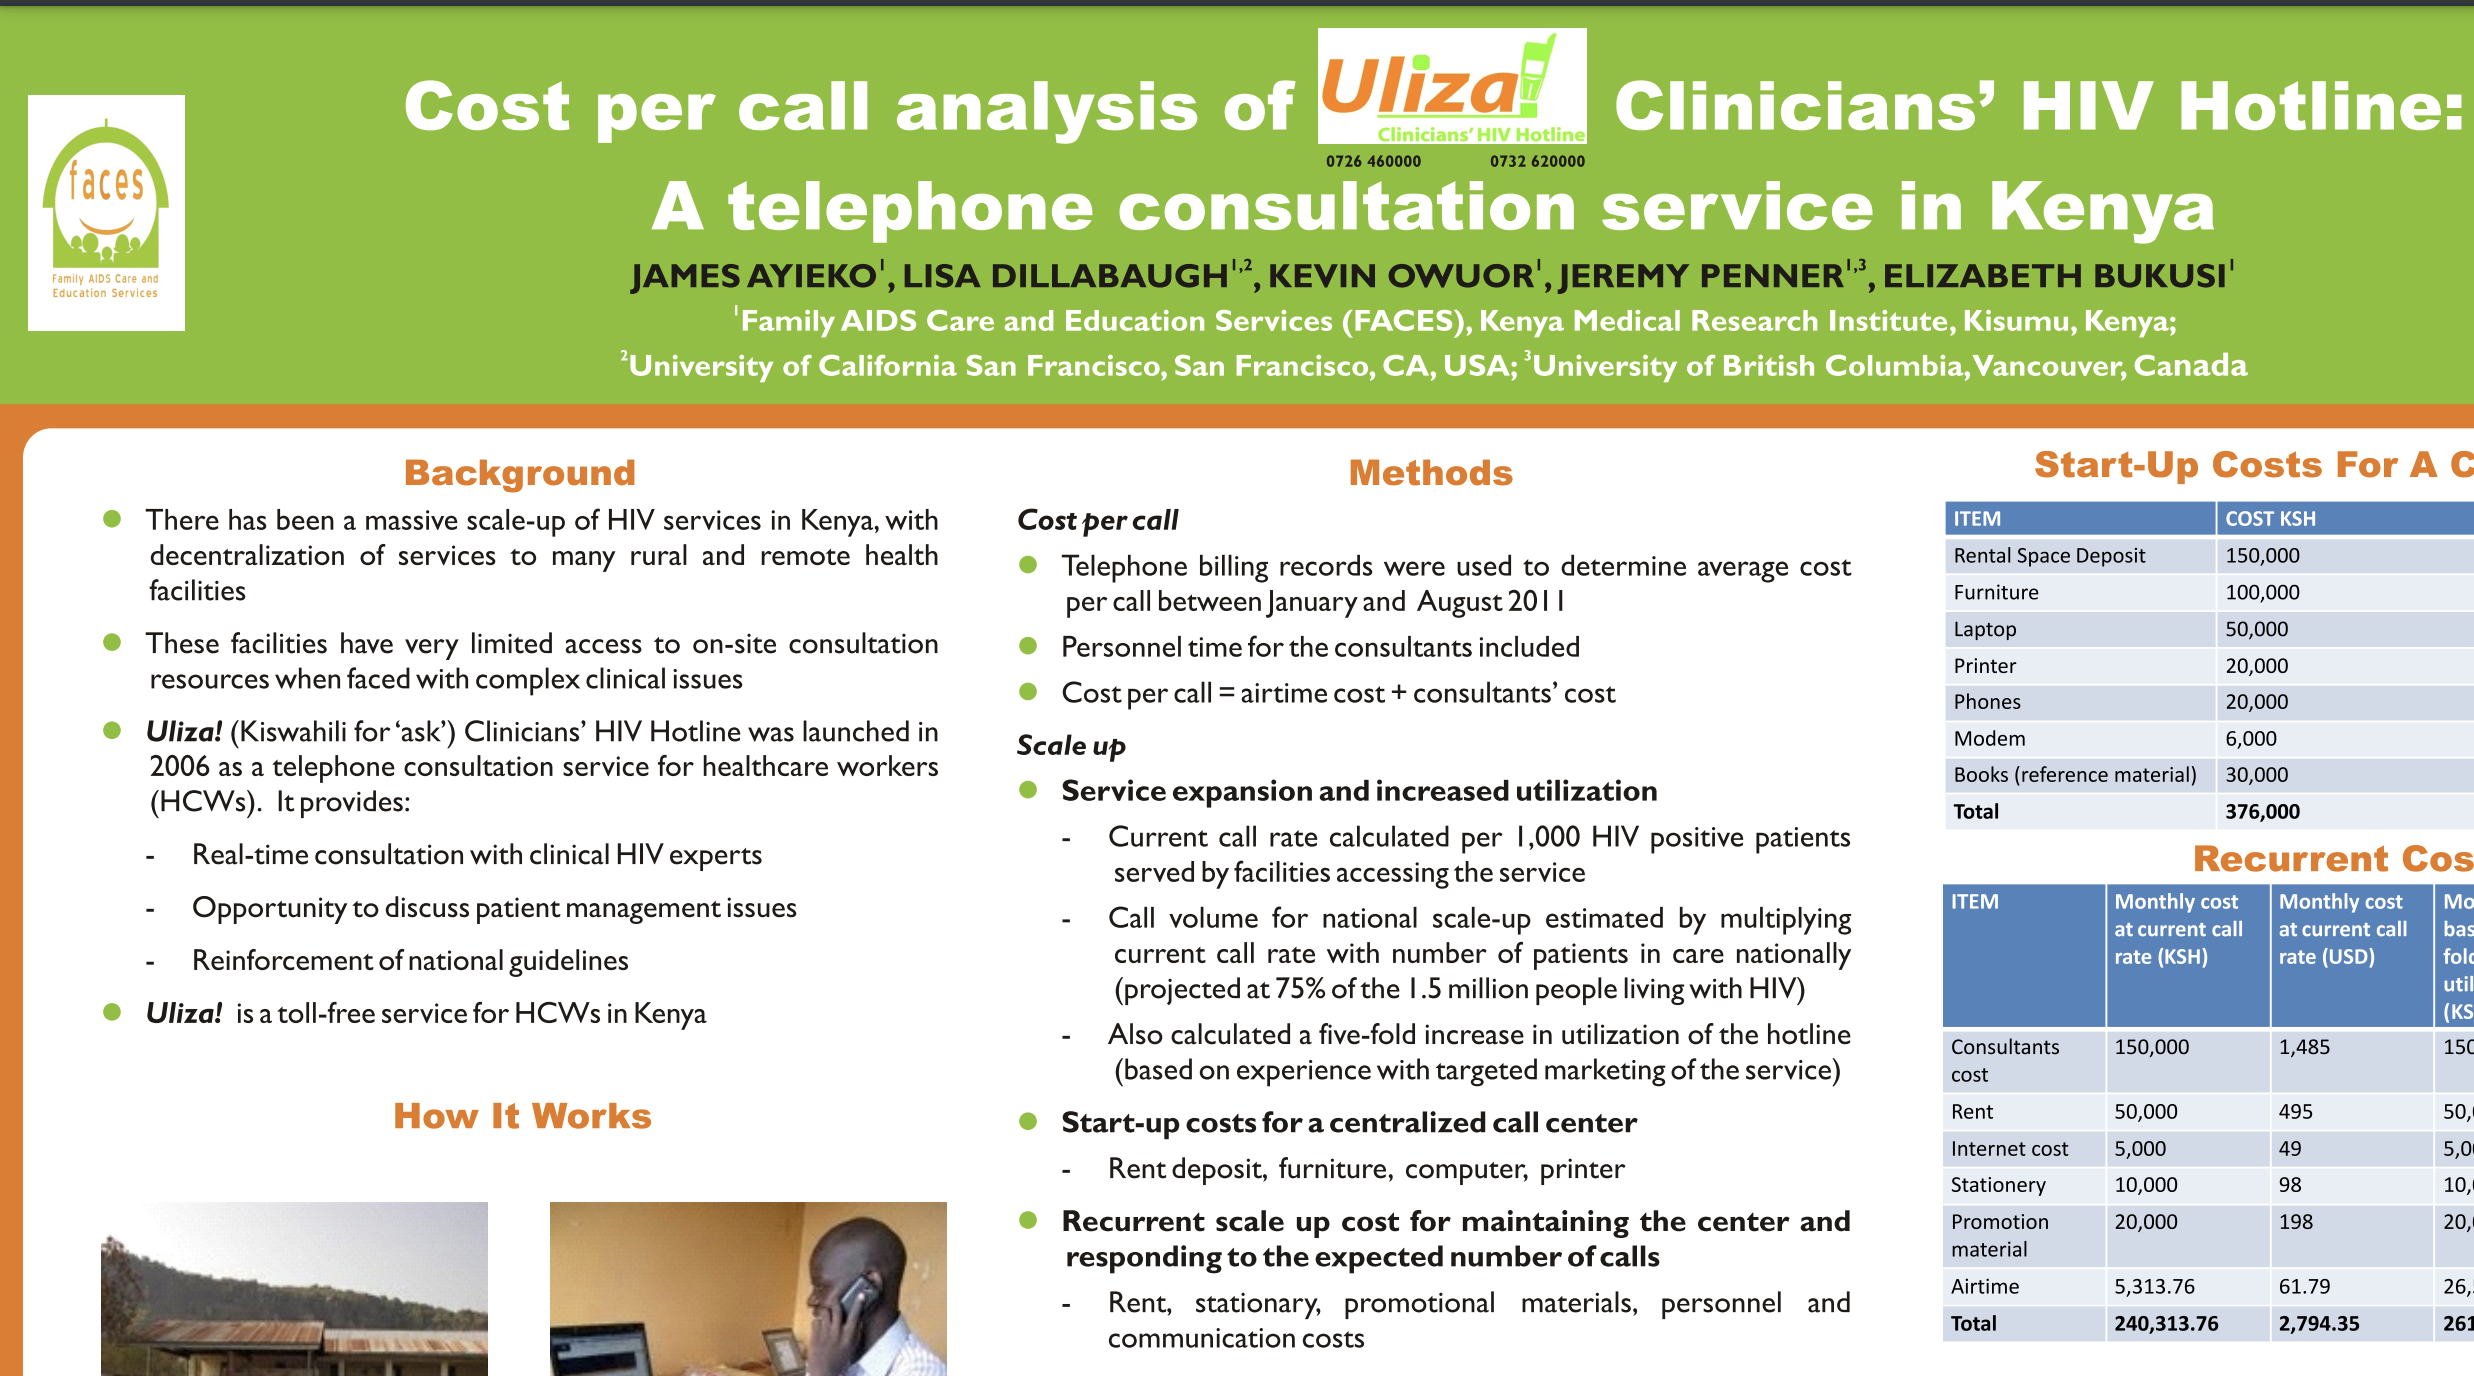 Cost per call analysis of Uliza! Clinicians' HIV Hotline:
Clinicians' HIV Hotline
0726 460000 0732 620000
A telephone consultation service in Kenya
faces
Family AIDS Care and
Education Services
JAMES AYIEKO1, LISA DILLABAUGH1,2, KEVIN OWUOR1, JEREMY PENNER1,3, ELIZABETH BUKUSI1
1Family AIDS Care and Education Services (FACES), Kenya Medical Research Institute, Kisumu, Kenya;
2University of California San Francisco, San Francisco, CA, USA; 3University of British Columbia, Vancouver, Canada
Background
There has been a massive scale-up of HIV services in Kenya, with
decentralization of services to many rural and remote health
facilities
These facilities have very limited access to on-site consultation
resources when faced with complex clinical issues
Uliza! (Kiswahili for 'ask') Clinicians' HIV Hotline was launched in
2006 as a telephone consultation service for healthcare workers
(HCWs). It provides:
- Real-time consultation with clinical HIV experts
- Opportunity to discuss patient management issues
- Reinforcement of national guidelines
Uliza! is a toll-free service for HCWs in Kenya
How It Works
Methods
Cost per call
Telephone billing records were used to determine average cost
per call between January and August 2011
Personnel time for the consultants included
Cost per call = airtime cost + consultants' cost
Scale up
Service expansion and increased utilization
- Current call rate calculated per 1,000 HIV positive patients
served by facilities accessing the service
- Call volume for national scale-up estimated by multiplying
current call rate with number of patients in care nationally
(projected at 75% of the 1.5 million people living with HIV)
- Also calculated a five-fold increase in utilization of the hotline
(based on experience with targeted marketing of the service)
Start-up costs for a centralized call center
- Rent deposit, furniture, computer, printer
Recurrent scale up cost for maintaining the center and
responding to the expected number of calls
- Rent, stationary, promotional materials, personnel and
communication costs
Start-Up Costs For A C
ITEM COST KSH
Rental Space Deposit 150,000
Furniture 100,000
Laptop 50,000
Printer 20,000
Phones 20,000
Modem 6,000
Books (reference material) 30,000
Total 376,000
Recurrent Cos
ITEM Monthly cost Monthly cost Mo
at current call at current call bas
rate (KSH) rate (USD) fold
util
(KS
Consultants 150,000 1,485 150
cost
Rent 50,000 495 50,
Internet cost 5,000 49 5,0
Stationery 10,000 98 10,
Promotion 20,000 198 20,
material
Airtime 5,313.76 61.79 26,
Total 240,313.76 2,794.35 261